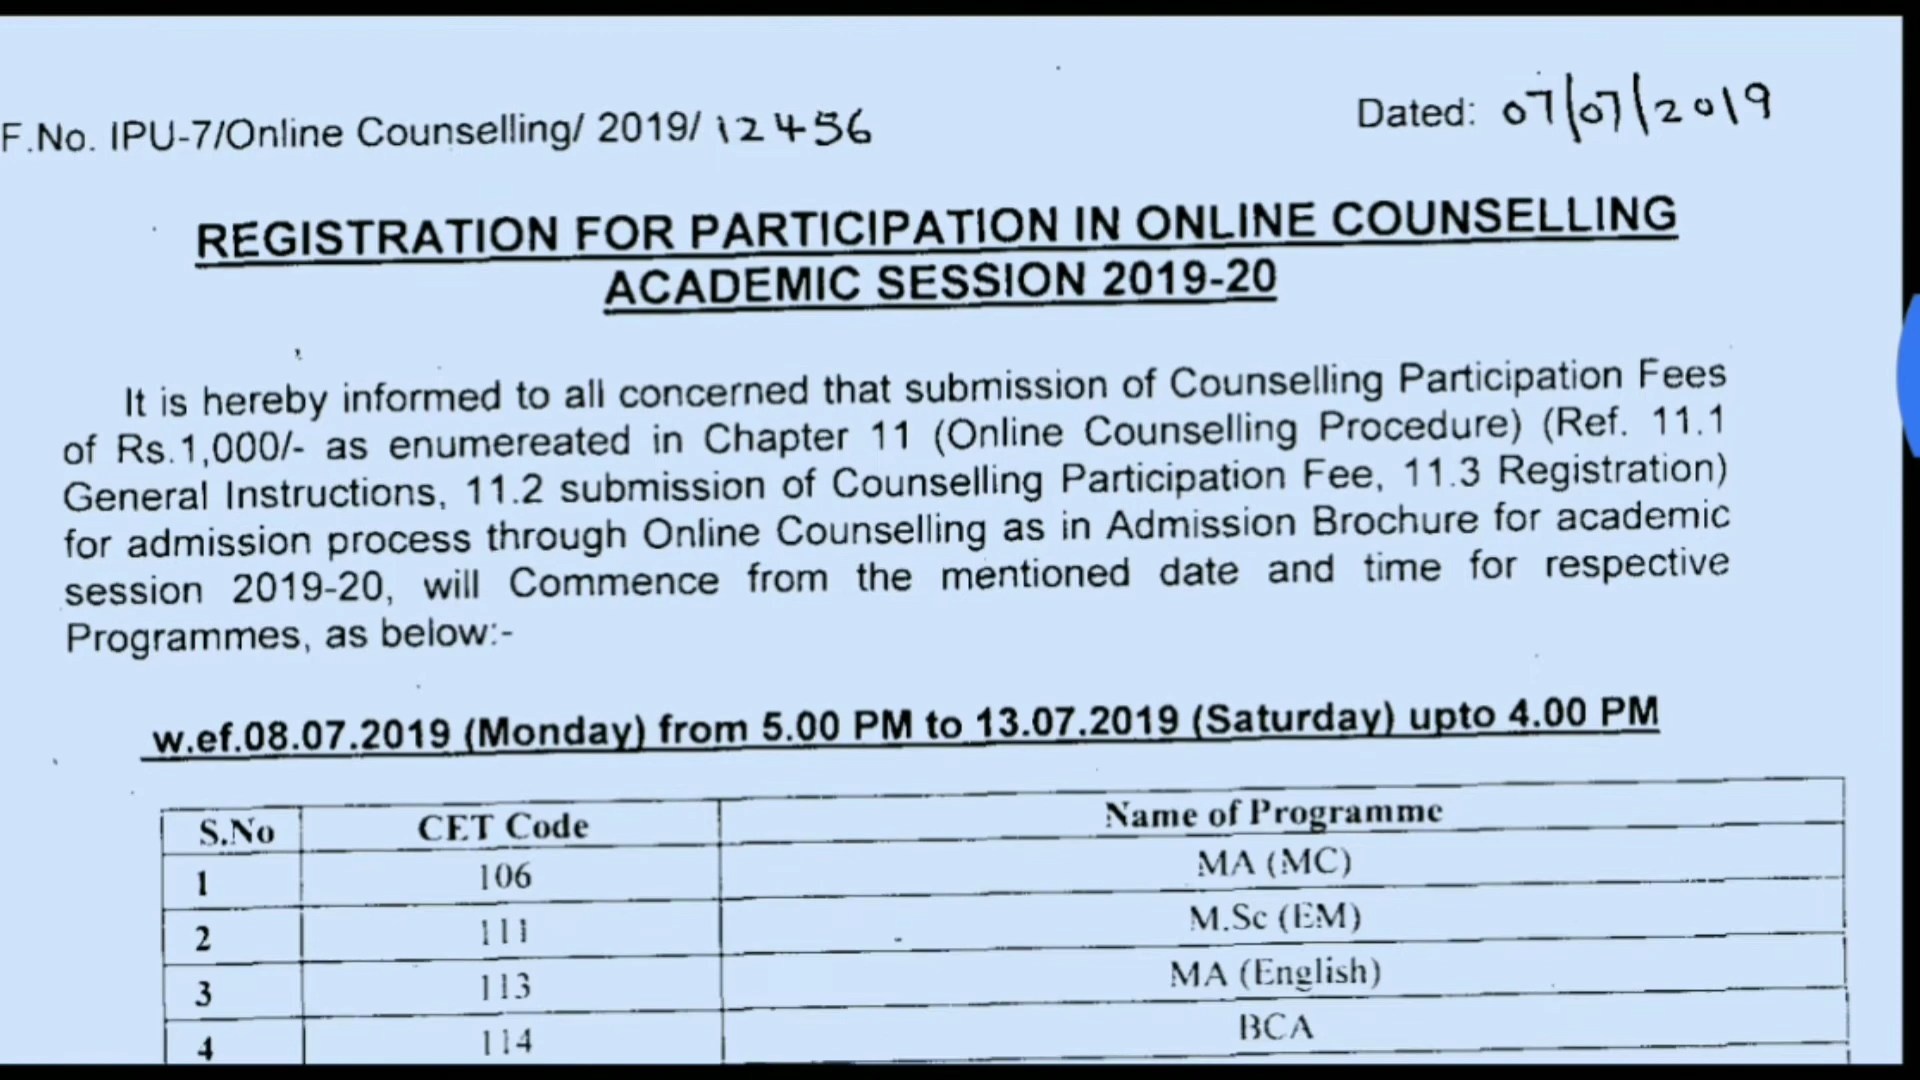 F.No. IPU-7/Online Counselling/ 2019/ 12456
Dated: 07/07/2019
REGISTRATION FOR PARTICIPATION IN ONLINE COUNSELLING
ACADEMIC SESSION 2019-20
It is hereby informed to all concerned that submission of Counselling Participation Fees
of Rs.1,000/- as enumereated in Chapter 11 (Online Counselling Procedure) (Ref. 11.1
General Instructions, 11.2 submission of Counselling Participation Fee, 11.3 Registration)
for admission process through Online Counselling as in Admission Brochure for academic
session 2019-20, will Commence from the mentioned date and time for respective
Programmes, as below:-
w.ef.08.07.2019 (Monday) from 5.00 PM to 13.07.2019 (Saturday) upto 4.00 PM
S.No CET Code Name of Programme
1 106 MA (MC)
2 111 M.Sc (EM)
3 113 MA (English)
4 114 BCA